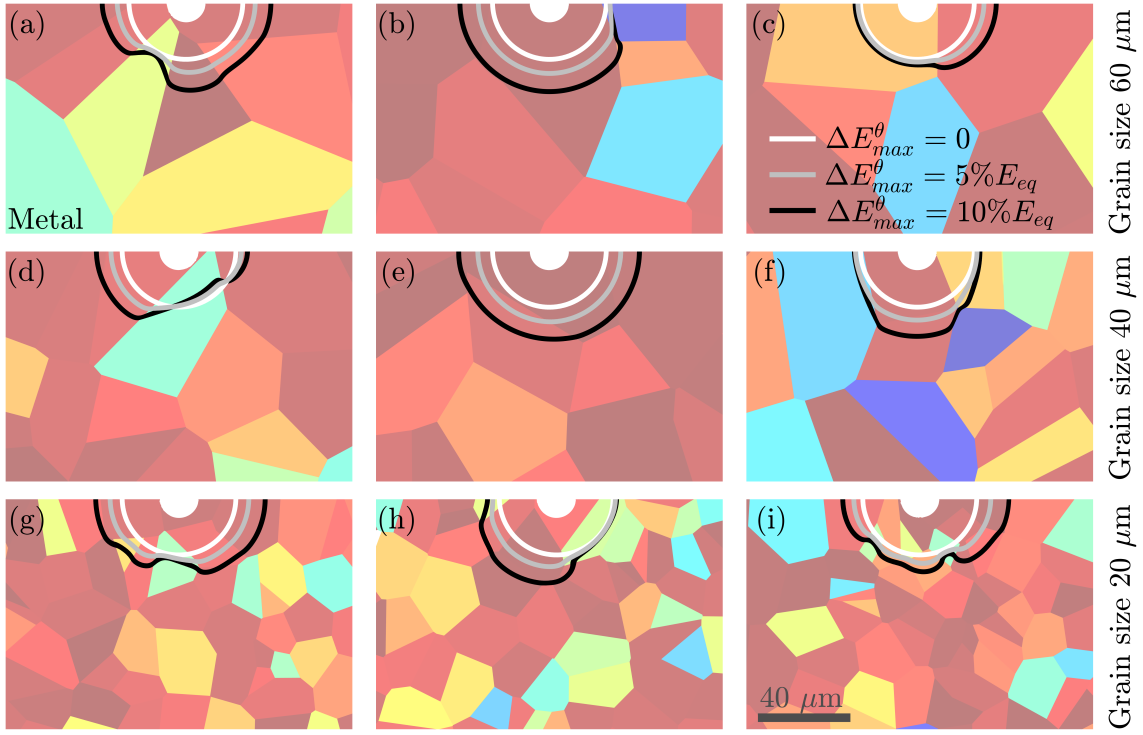 (a)
(b)
(c)
Grain size 60 μm
ΔE^θ_max = 0
ΔE^θ_max = 5%E_eq
ΔE^θ_max = 10%E_eq
Metal
(d)
(e)
(f)
Grain size 40 μm
(g)
(h)
(i)
Grain size 20 μm
40 μm